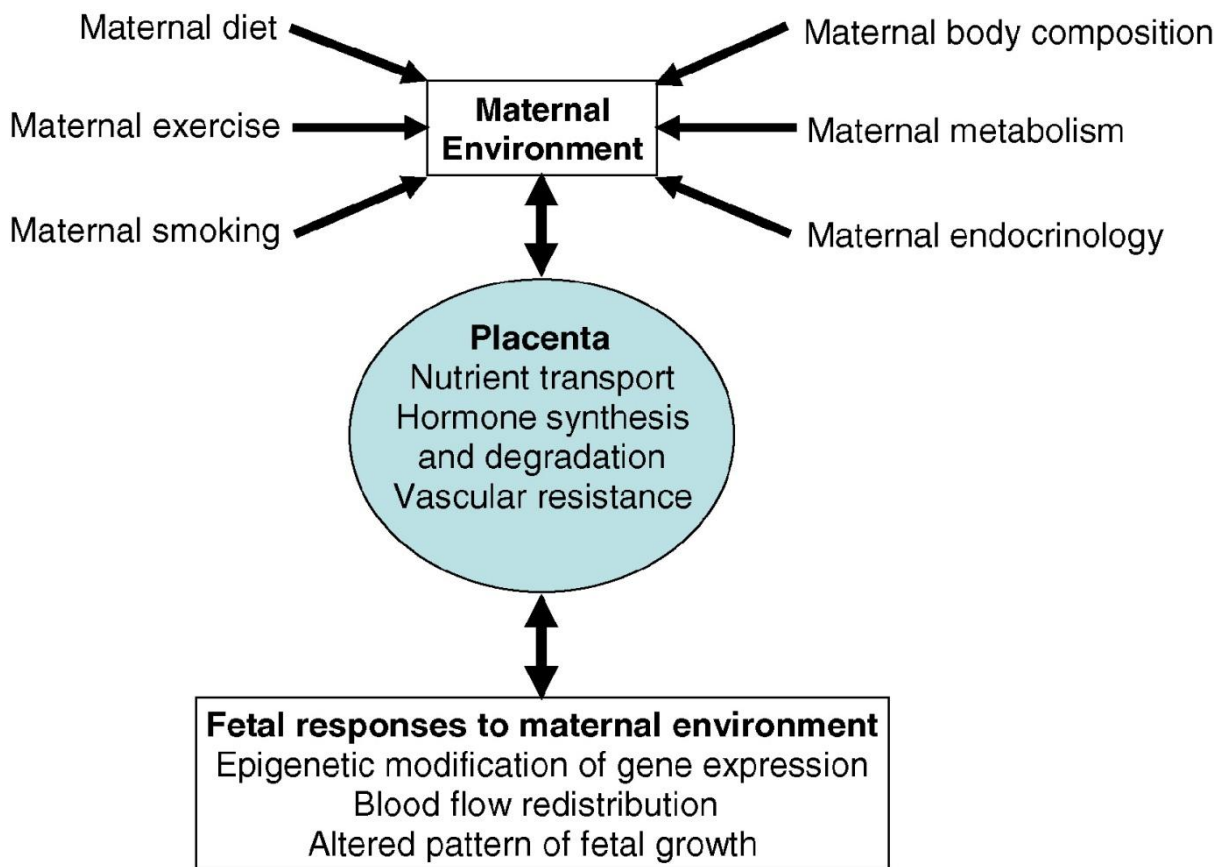 Maternal diet
Maternal body composition
Maternal exercise
Maternal
Environment
Maternal metabolism
Maternal smoking
Maternal endocrinology
Placenta
Nutrient transport
Hormone synthesis
and degradation
Vascular resistance
Fetal responses to maternal environment
Epigenetic modification of gene expression
Blood flow redistribution
Altered pattern of fetal growth